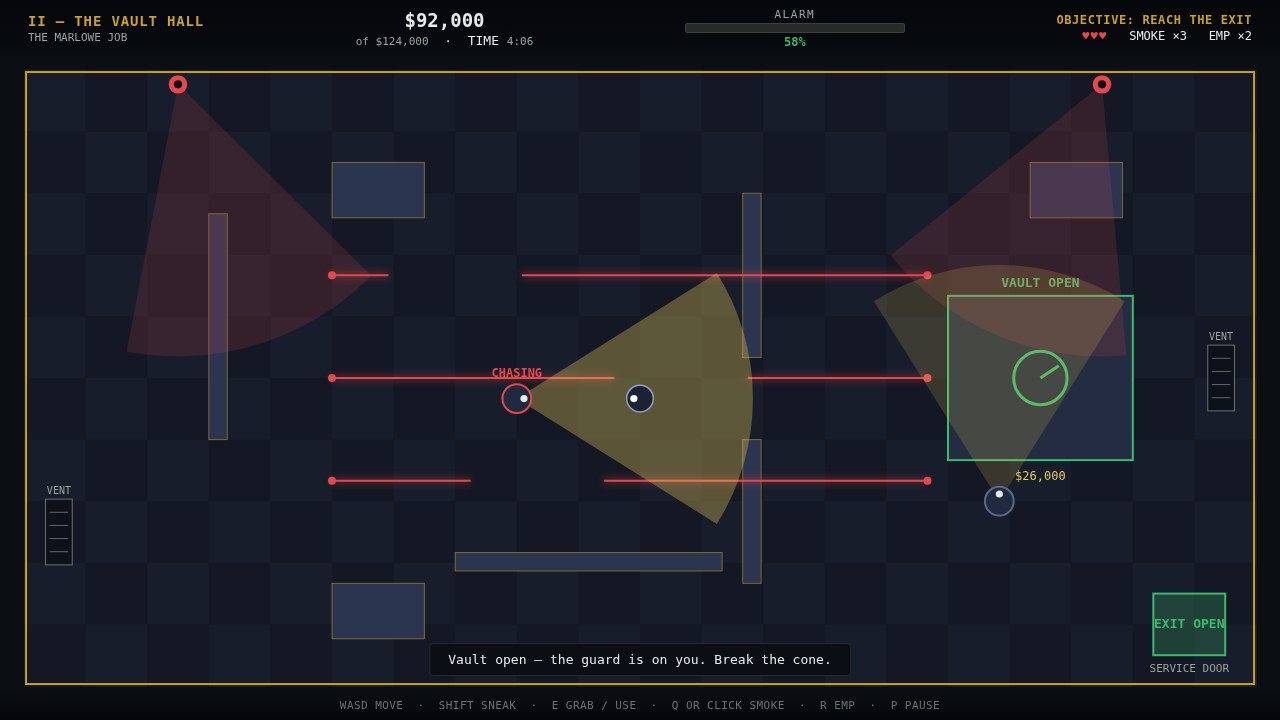 II — THE VAULT HALL
THE MARLOWE JOB
$92,000
of $124,000 · TIME 4:06
ALARM
58%
OBJECTIVE: REACH THE EXIT
♥♥♥ SMOKE ×3 EMP ×2
VAULT OPEN
VENT
CHASING
$26,000
VENT
EXIT OPEN
SERVICE DOOR
Vault open — the guard is on you. Break the cone.
WASD MOVE · SHIFT SNEAK · E GRAB / USE · Q OR CLICK SMOKE · R EMP · P PAUSE